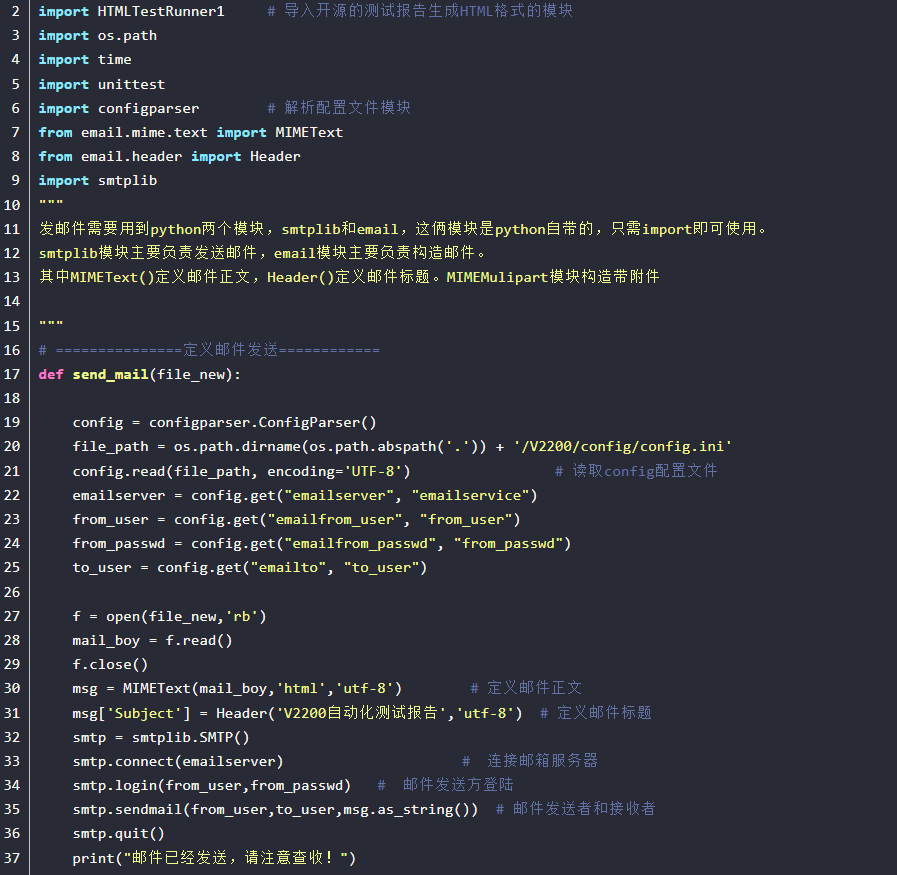 2 import HTMLTestRunner1     # 导入开源的测试报告生成HTML格式的模块
3 import os.path
4 import time
5 import unittest
6 import configparser        # 解析配置文件模块
7 from email.mime.text import MIMEText
8 from email.header import Header
9 import smtplib
10 """
11 发邮件需要用到python两个模块，smtplib和email，这俩模块是python自带的，只需import即可使用。
12 smtplib模块主要负责发送邮件，email模块主要负责构造邮件。
13 其中MIMEText()定义邮件正文，Header()定义邮件标题。MIMEMulipart模块构造带附件
14
15 """
16 # ===============定义邮件发送============
17 def send_mail(file_new):
18
19     config = configparser.ConfigParser()
20     file_path = os.path.dirname(os.path.abspath('.')) + '/V2200/config/config.ini'
21     config.read(file_path, encoding='UTF-8')                 # 读取config配置文件
22     emailserver = config.get("emailserver", "emailservice")
23     from_user = config.get("emailfrom_user", "from_user")
24     from_passwd = config.get("emailfrom_passwd", "from_passwd")
25     to_user = config.get("emailto", "to_user")
26
27     f = open(file_new,'rb')
28     mail_boy = f.read()
29     f.close()
30     msg = MIMEText(mail_boy,'html','utf-8')        # 定义邮件正文
31     msg['Subject'] = Header('V2200自动化测试报告','utf-8')  # 定义邮件标题
32     smtp = smtplib.SMTP()
33     smtp.connect(emailserver)                     #  连接邮箱服务器
34     smtp.login(from_user,from_passwd)   #  邮件发送方登陆
35     smtp.sendmail(from_user,to_user,msg.as_string())  # 邮件发送者和接收者
36     smtp.quit()
37     print("邮件已经发送，请注意查收！")